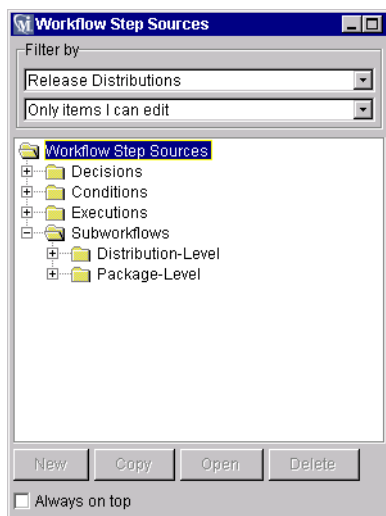 Workflow Step Sources
Filter by
Release Distributions
Only items I can edit
Workflow Step Sources
Decisions
Conditions
Executions
Subworkflows
Distribution-Level
Package-Level
New Copy Open Delete
Always on top